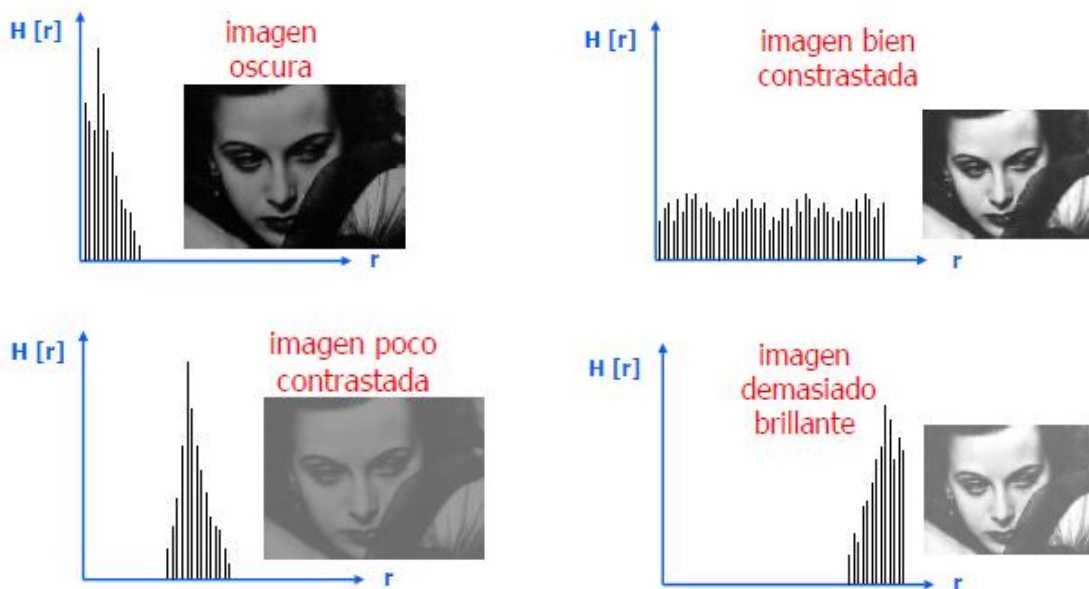 H [r]
imagen
oscura
r
H [r]
imagen bien
constrastada
r
H [r]
imagen poco
contrastada
r
H [r]
imagen
demasiado
brillante
r